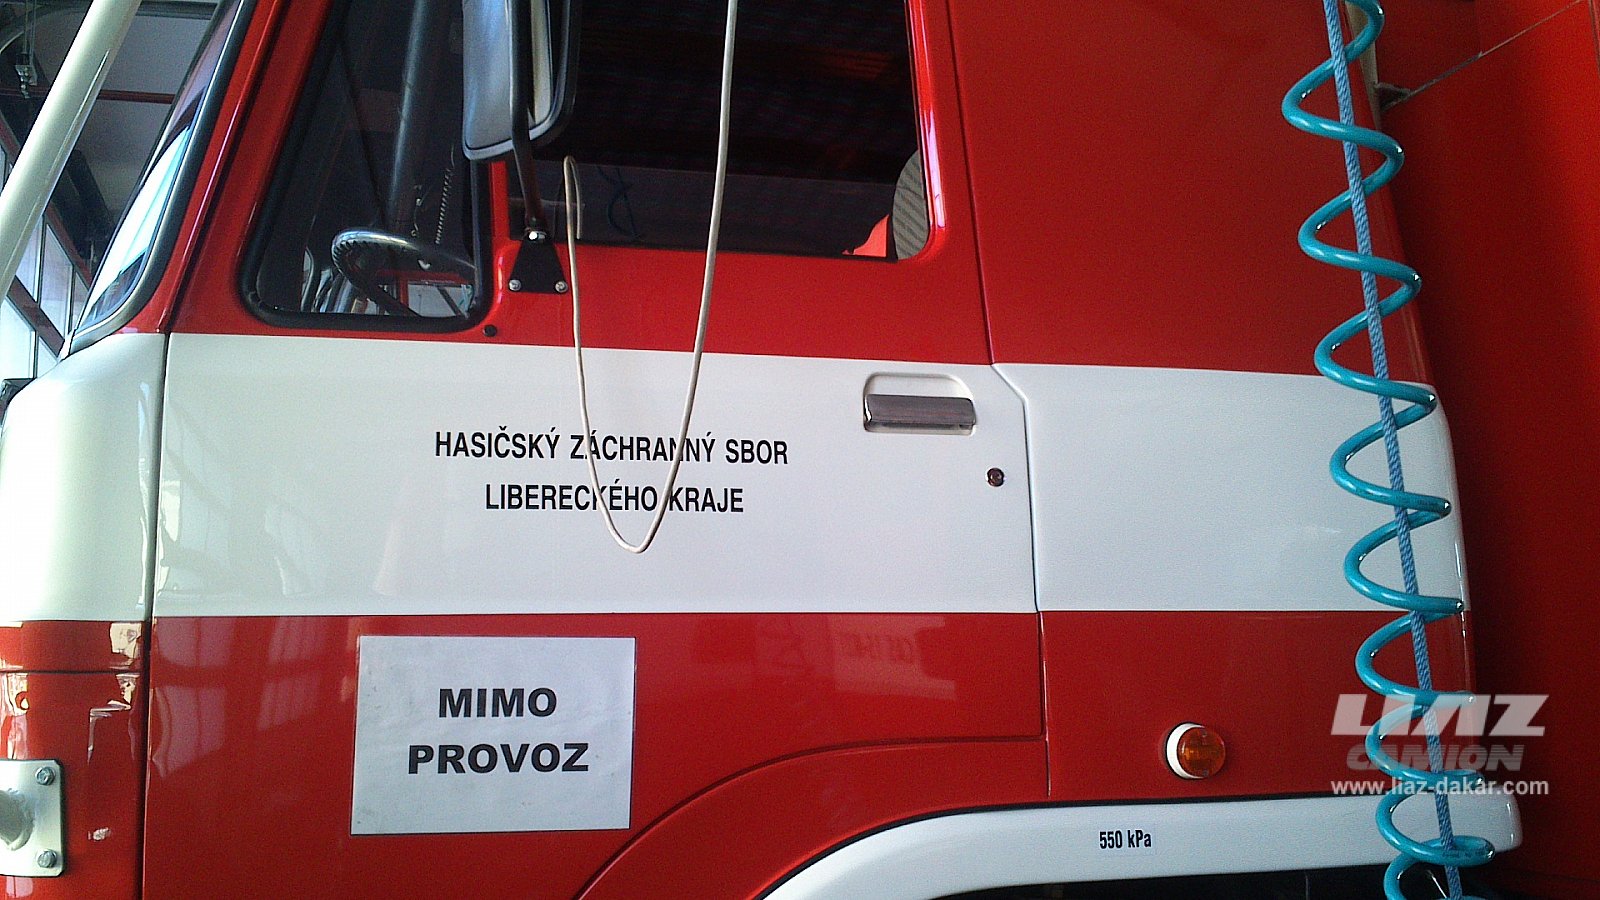 HASIČSKÝ ZÁCHRANNÝ SBOR
LIBERECKÉHO KRAJE
MIMO
PROVOZ
550 kPa
LIAZ
CAMION
www.liaz-dakar.com